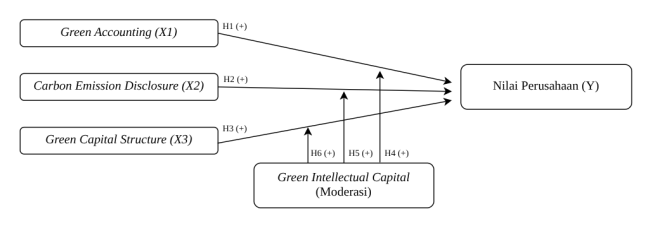 Green Accounting (X1)
H1 (+)
Carbon Emission Disclosure (X2)
H2 (+)
Nilai Perusahaan (Y)
Green Capital Structure (X3)
H3 (+)
H6 (+)
H5 (+)
H4 (+)
Green Intellectual Capital
(Moderasi)